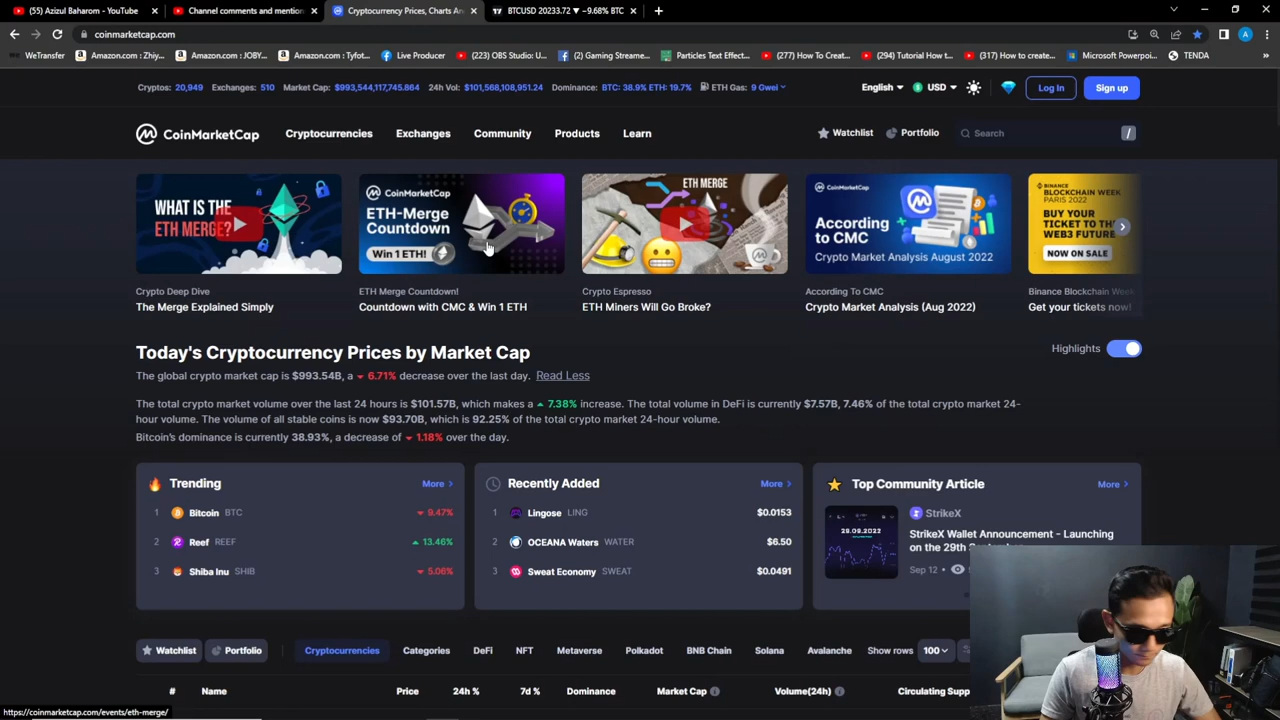 (55) Azizul Baharom - YouTube
Channel comments and mention
Cryptocurrency Prices, Charts An
BTCUSD 20233.72 ▼ −9.68% BTC
coinmarketcap.com
WeTransfer
Amazon.com : Zhiy...
Amazon.com : JOBY...
Amazon.com : Tyfot...
Live Producer
(223) OBS Studio: U...
(2) Gaming Streame...
Particles Text Effect...
(277) How To Creat...
(294) Tutorial How t...
(317) How to create...
Microsoft Powerpoi...
TENDA
Cryptos: 20,949 Exchanges: 510 Market Cap: $993,544,117,745.864 24h Vol: $101,568,108,951.24 Dominance: BTC: 38.9% ETH: 19.7% ETH Gas: 9 Gwei
English USD Log In Sign up
CoinMarketCap Cryptocurrencies Exchanges Community Products Learn
Watchlist Portfolio Search /
WHAT IS THE ETH MERGE?
CoinMarketCap
ETH-Merge
Countdown
Win 1 ETH!
ETH MERGE
CoinMarketCap
According
to CMC
Crypto Market Analysis August 2022
BINANCE
BLOCKCHAIN WEEK
PARIS 2022
BUY YOUR
TICKET TO
THE WEB3 FUTURE
NOW ON SALE
Crypto Deep Dive
The Merge Explained Simply
ETH Merge Countdown!
Countdown with CMC & Win 1 ETH
Crypto Espresso
ETH Miners Will Go Broke?
According To CMC
Crypto Market Analysis (Aug 2022)
Binance Blockchain Week
Get your tickets now!
Today's Cryptocurrency Prices by Market Cap
Highlights
The global crypto market cap is $993.54B, a ▼ 6.71% decrease over the last day. Read Less
The total crypto market volume over the last 24 hours is $101.57B, which makes a ▲ 7.38% increase. The total volume in DeFi is currently $7.57B, 7.46% of the total crypto market 24-
hour volume. The volume of all stable coins is now $93.70B, which is 92.25% of the total crypto market 24-hour volume.
Bitcoin's dominance is currently 38.93%, a decrease of ▼ 1.18% over the day.
Trending More >
1 Bitcoin BTC ▼ 9.47%
2 Reef REEF ▲ 13.46%
3 Shiba Inu SHIB ▼ 5.06%
Recently Added More >
1 Lingose LING $0.0153
2 OCEANA Waters WATER $6.50
3 Sweat Economy SWEAT $0.0491
Top Community Article More >
28.09.2022
StrikeX
StrikeX Wallet Announcement - Launching
on the 29th
Sep 12
Watchlist Portfolio Cryptocurrencies Categories DeFi NFT Metaverse Polkadot BNB Chain Solana Avalanche Show rows 100
# Name Price 24h % 7d % Dominance Market Cap Volume(24h) Circulating Supp
https://coinmarketcap.com/events/eth-merge/